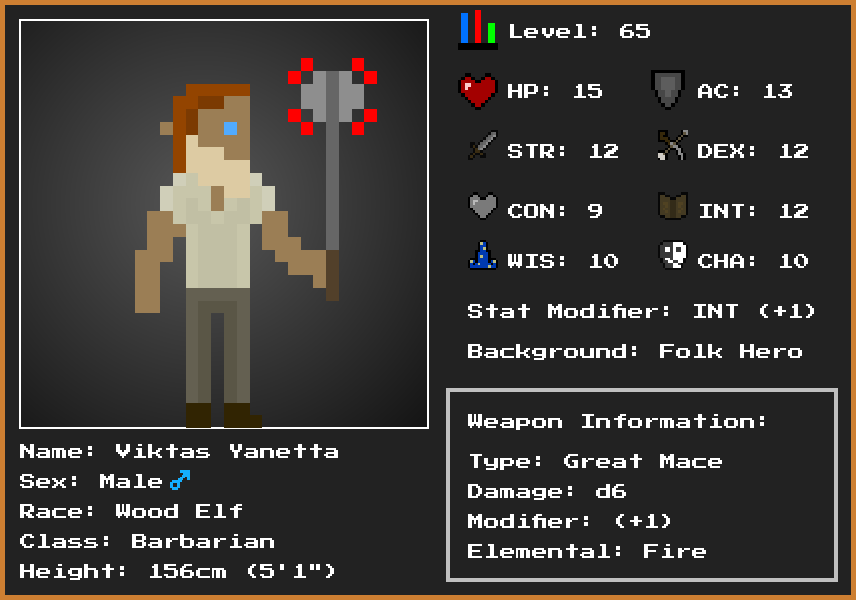 Level: 65
HP: 15
AC: 13
STR: 12
DEX: 12
CON: 9
INT: 12
WIS: 10
CHA: 10
Stat Modifier: INT (+1)
Background: Folk Hero
Weapon Information:
Type: Great Mace
Damage: d6
Modifier: (+1)
Elemental: Fire
Name: Viktas Yanetta
Sex: Male♂
Race: Wood Elf
Class: Barbarian
Height: 156cm (5'1")